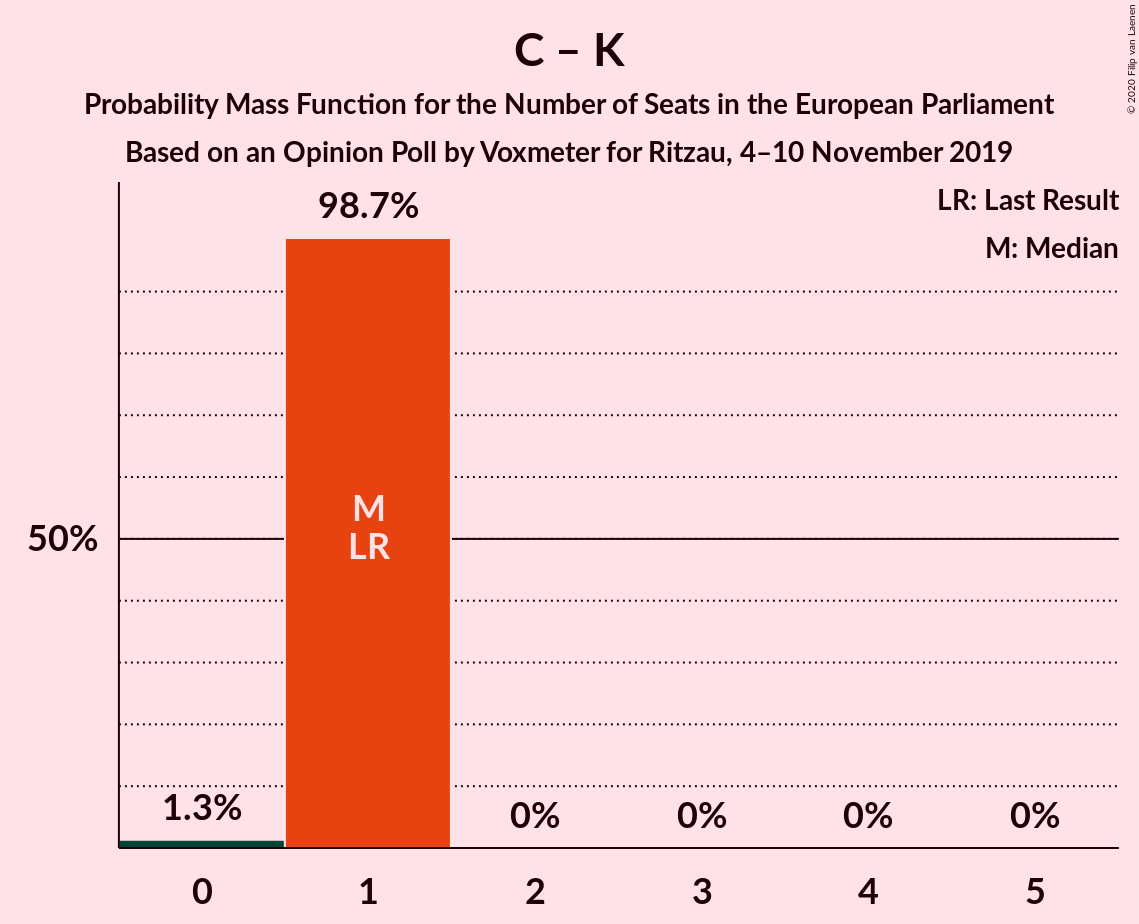 C – K
Probability Mass Function for the Number of Seats in the European Parliament
Based on an Opinion Poll by Voxmeter for Ritzau, 4–10 November 2019
© 2020 Filip van Laenen
LR: Last Result
M: Median
98.7%
M
LR
50%
1.3%
0%
0%
0%
0%
0
1
2
3
4
5